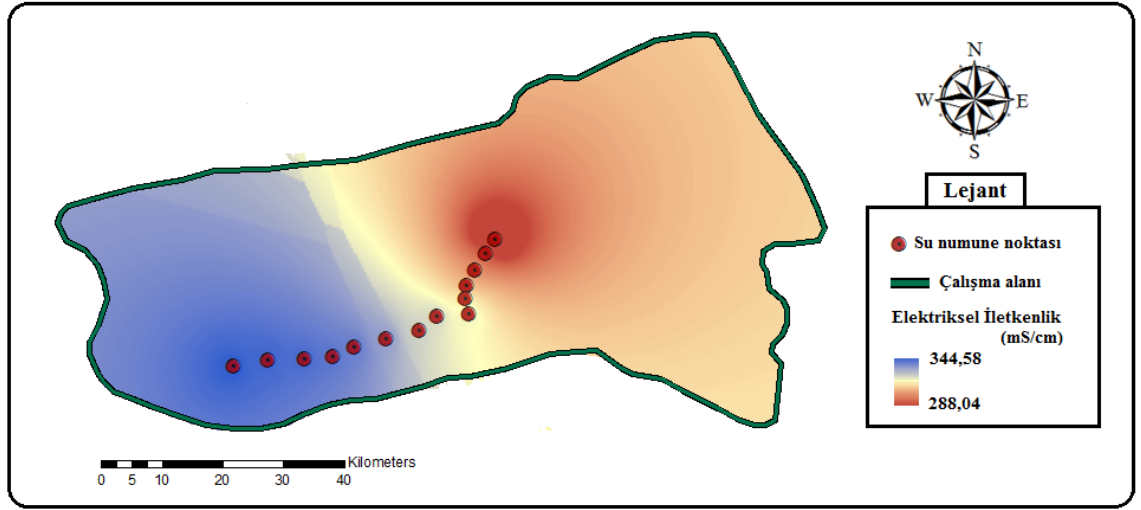 N
W
E
S
Lejant
Su numune noktası
Çalışma alanı
Elektriksel İletkenlik
(mS/cm)
344,58
288,04
Kilometers
0 5 10 20 30 40